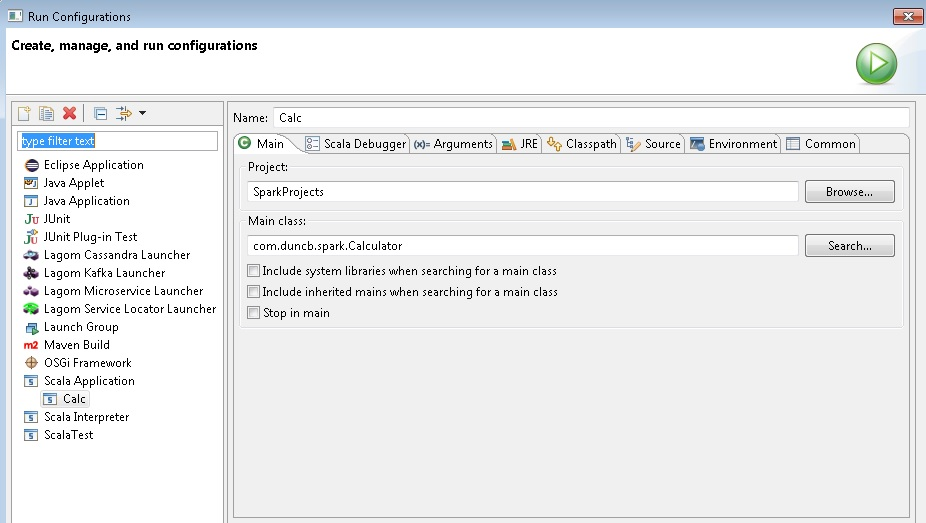 Run Configurations
Create, manage, and run configurations
type filter text
Eclipse Application
Java Applet
Java Application
Ju JUnit
JUnit Plug-in Test
Lagom Cassandra Launcher
Lagom Kafka Launcher
Lagom Microservice Launcher
Lagom Service Locator Launcher
Launch Group
m2 Maven Build
OSGi Framework
S Scala Application
S Calc
S Scala Interpreter
S ScalaTest
Name: Calc
C Main Scala Debugger (x)= Arguments JRE Classpath Source Environment Common
Project:
SparkProjects Browse...
Main class:
com.duncb.spark.Calculator Search...
Include system libraries when searching for a main class
Include inherited mains when searching for a main class
Stop in main